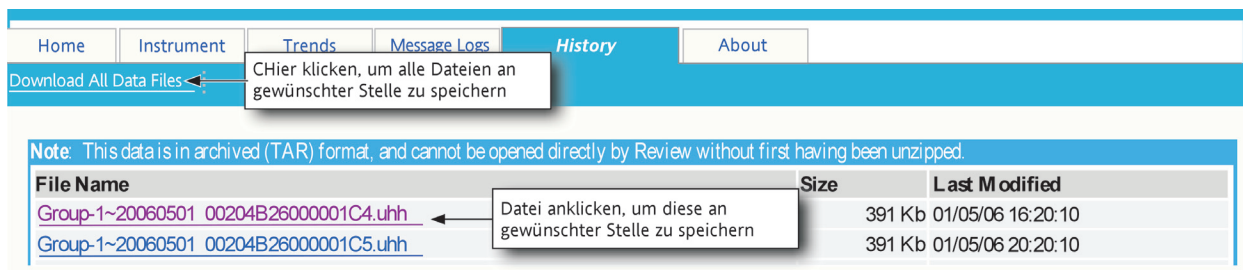 Home Instrument Trends Message Logs History About
Download All Data Files
CHier klicken, um alle Dateien an
gewünschter Stelle zu speichern
Note: This data is in archived (TAR) format, and cannot be opened directly by Review without first having been unzipped.
File Name Size Last Modified
Group-1~20060501 00204B26000001C4.uhh 391 Kb 01/05/06 16:20:10
Datei anklicken, um diese an
gewünschter Stelle zu speichern
Group-1~20060501 00204B26000001C5.uhh 391 Kb 01/05/06 20:20:10